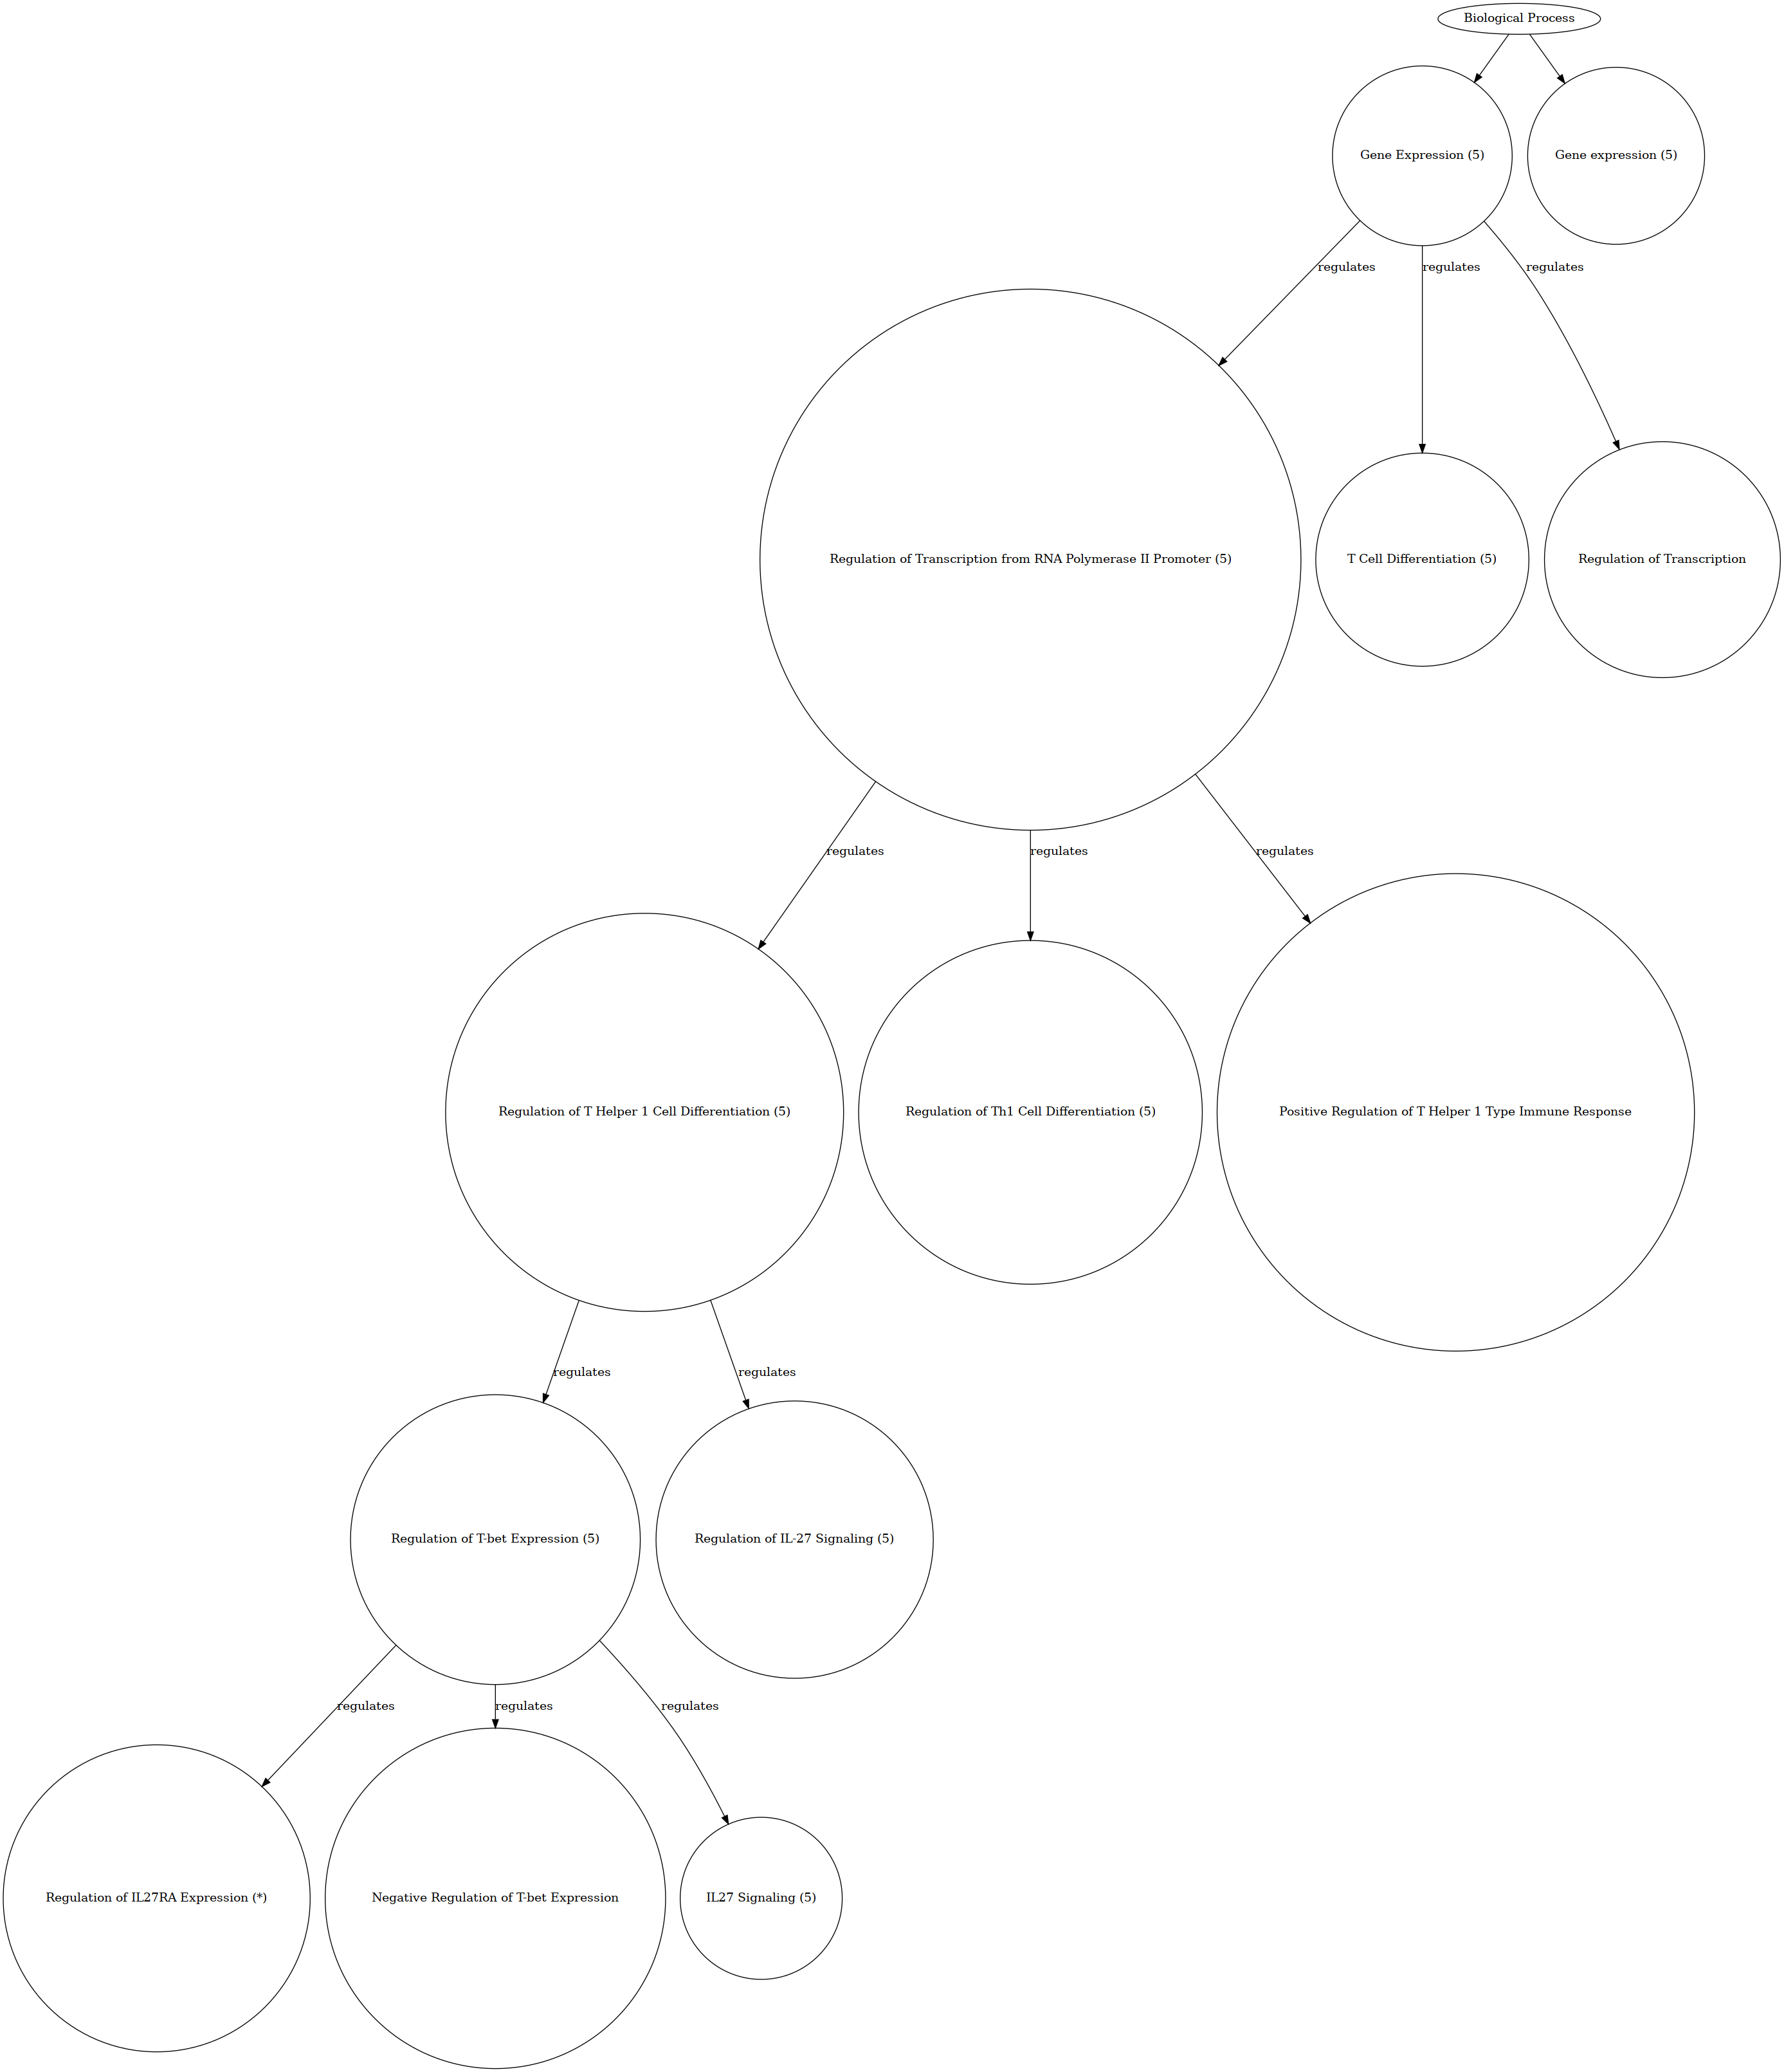 Biological Process
Gene Expression (5)
Gene expression (5)
regulates
regulates
regulates
Regulation of Transcription from RNA Polymerase II Promoter (5)
T Cell Differentiation (5)
Regulation of Transcription
regulates
regulates
regulates
Regulation of T Helper 1 Cell Differentiation (5)
Regulation of Th1 Cell Differentiation (5)
Positive Regulation of T Helper 1 Type Immune Response
regulates
regulates
Regulation of T-bet Expression (5)
Regulation of IL-27 Signaling (5)
regulates
regulates
regulates
Regulation of IL27RA Expression (*)
Negative Regulation of T-bet Expression
IL27 Signaling (5)